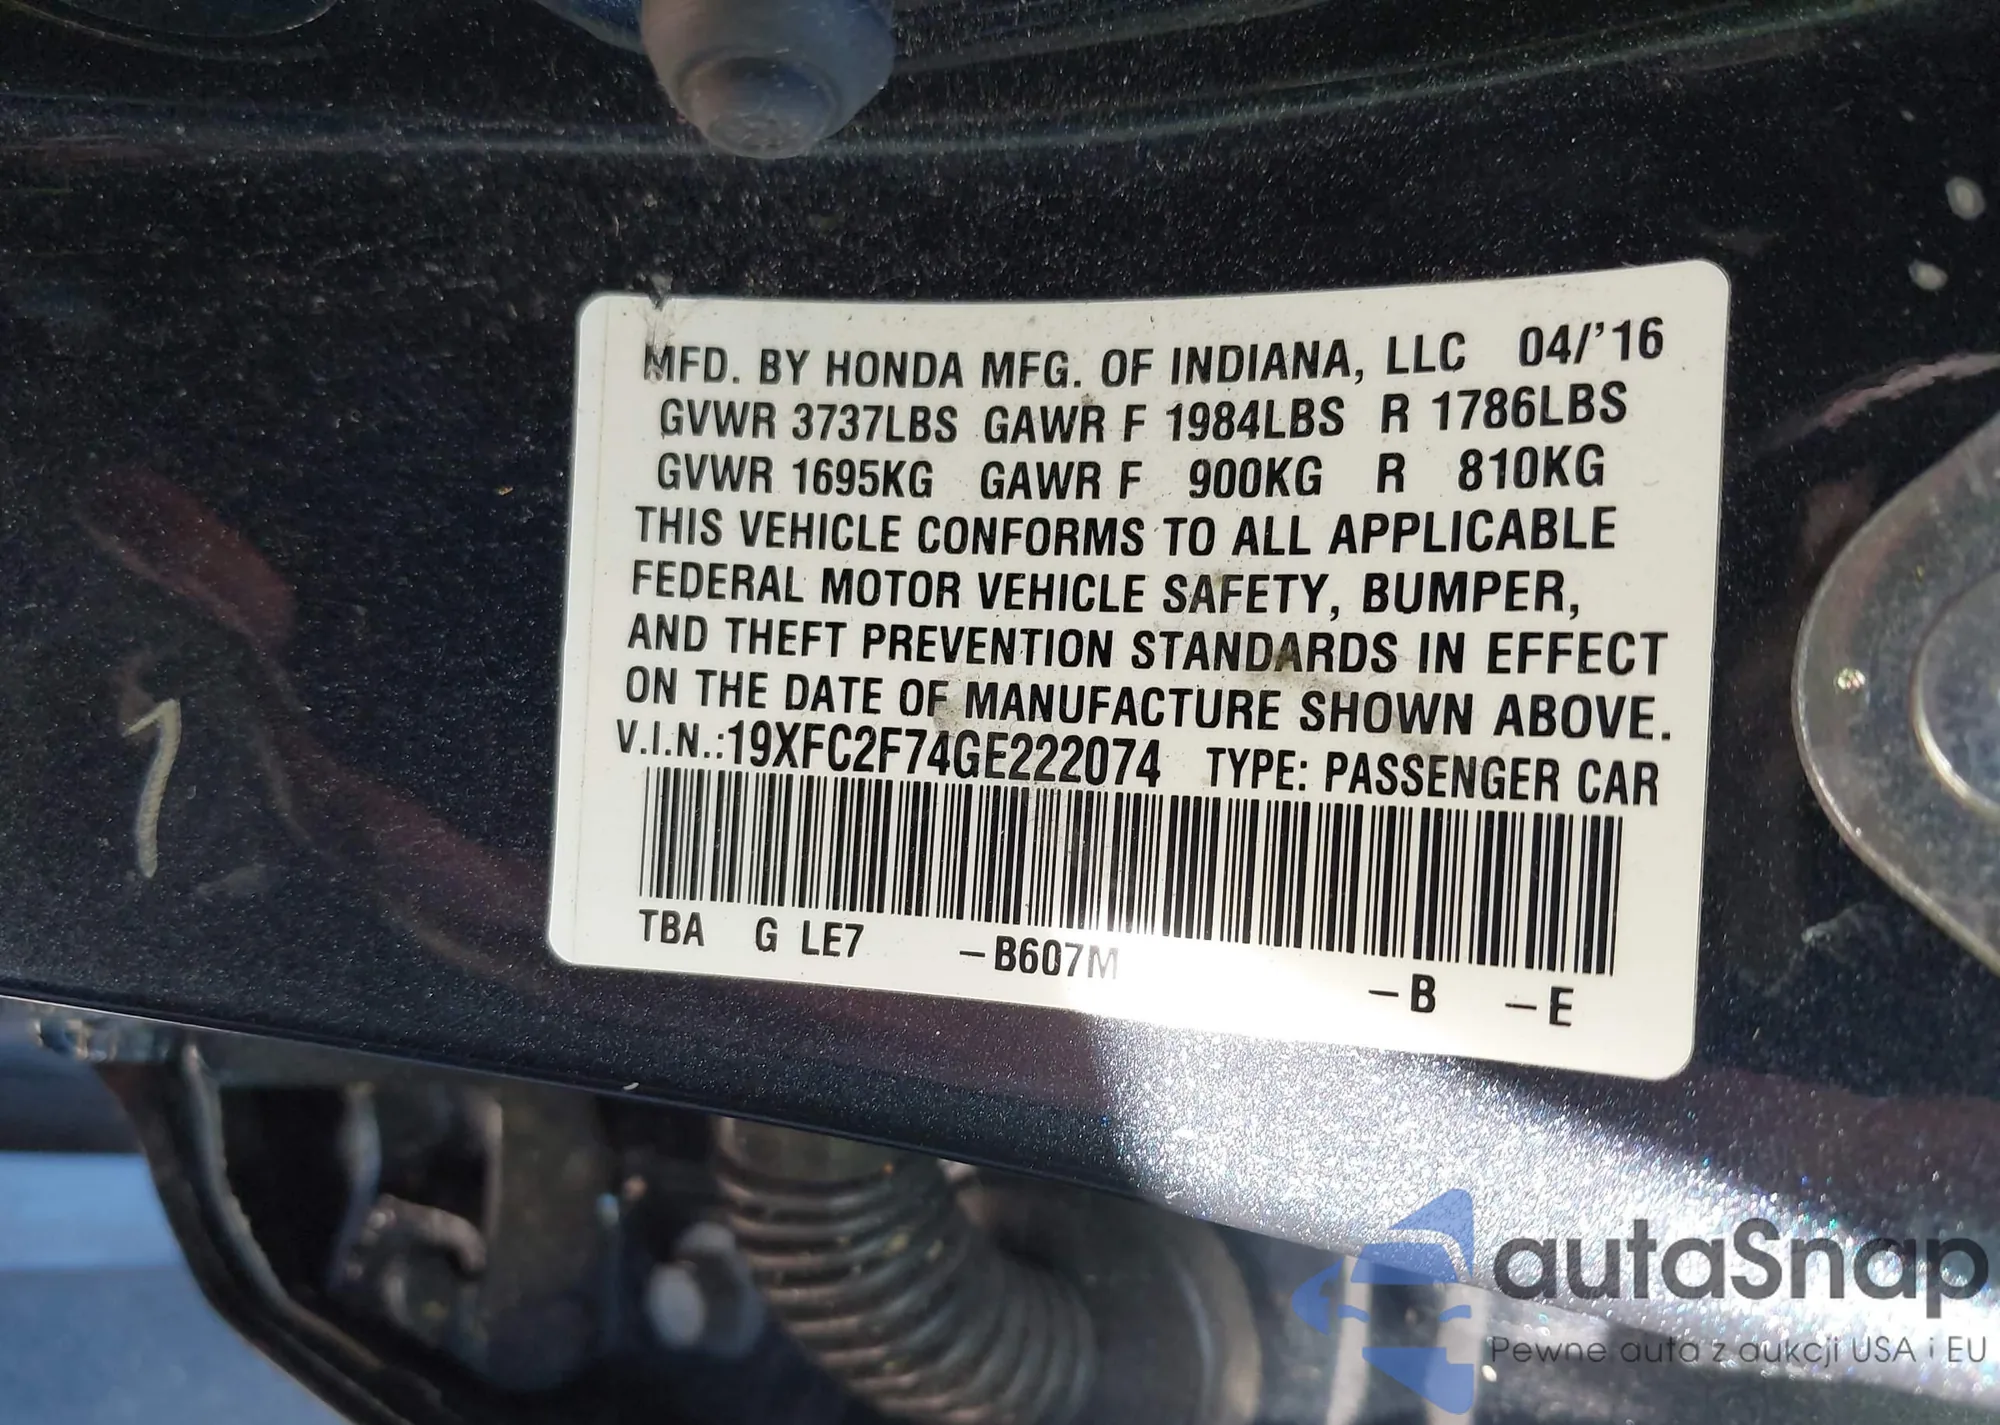 MFD. BY HONDA MFG. OF INDIANA, LLC 04/'16
GVWR 3737LBS GAWR F 1984LBS R 1786LBS
GVWR 1695KG GAWR F 900KG R 810KG
THIS VEHICLE CONFORMS TO ALL APPLICABLE
FEDERAL MOTOR VEHICLE SAFETY, BUMPER,
AND THEFT PREVENTION STANDARDS IN EFFECT
ON THE DATE OF MANUFACTURE SHOWN ABOVE.
V.I.N.:19XFC2F74GE222074 TYPE: PASSENGER CAR
TBA G LE7 –B607M –B –E
1
autaSnap
Pewne auta z aukcji USA i EU